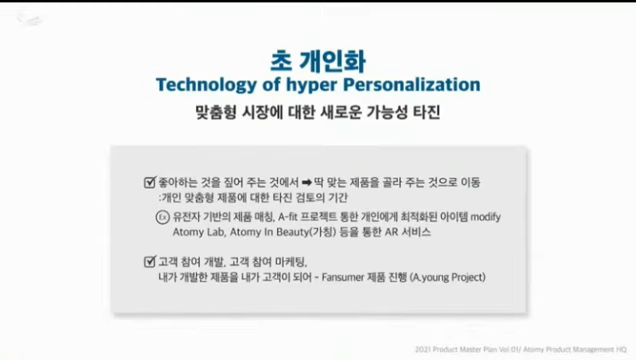 초 개인화
Technology of hyper Personalization
맞춤형 시장에 대한 새로운 가능성 타진
좋아하는 것을 짚어 주는 것에서 ➡ 딱 맞는 제품을 골라 주는 것으로 이동
:개인 맞춤형 제품에 대한 타진 검토의 기간
Ex 유전자 기반의 제품 매칭, A-fit 프로젝트 통한 개인에게 최적화된 아이템 modify
Atomy Lab, Atomy In Beauty(가칭) 등을 통한 AR 서비스
고객 참여 개발, 고객 참여 마케팅,
내가 개발한 제품을 내가 고객이 되어 – Fansumer 제품 진행 (A.young Project)
2021 Product Master Plan Vol.01/ Atomy Product Management HQ